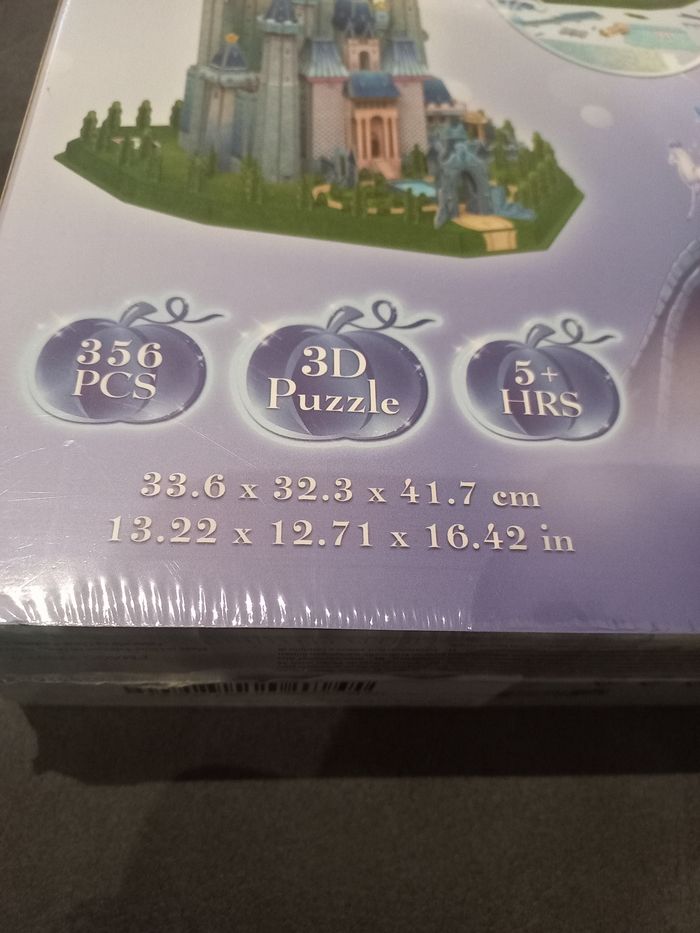 356
PCS
3D
Puzzle
5+
HRS
33.6 x 32.3 x 41.7 cm
13.22 x 12.71 x 16.42 in